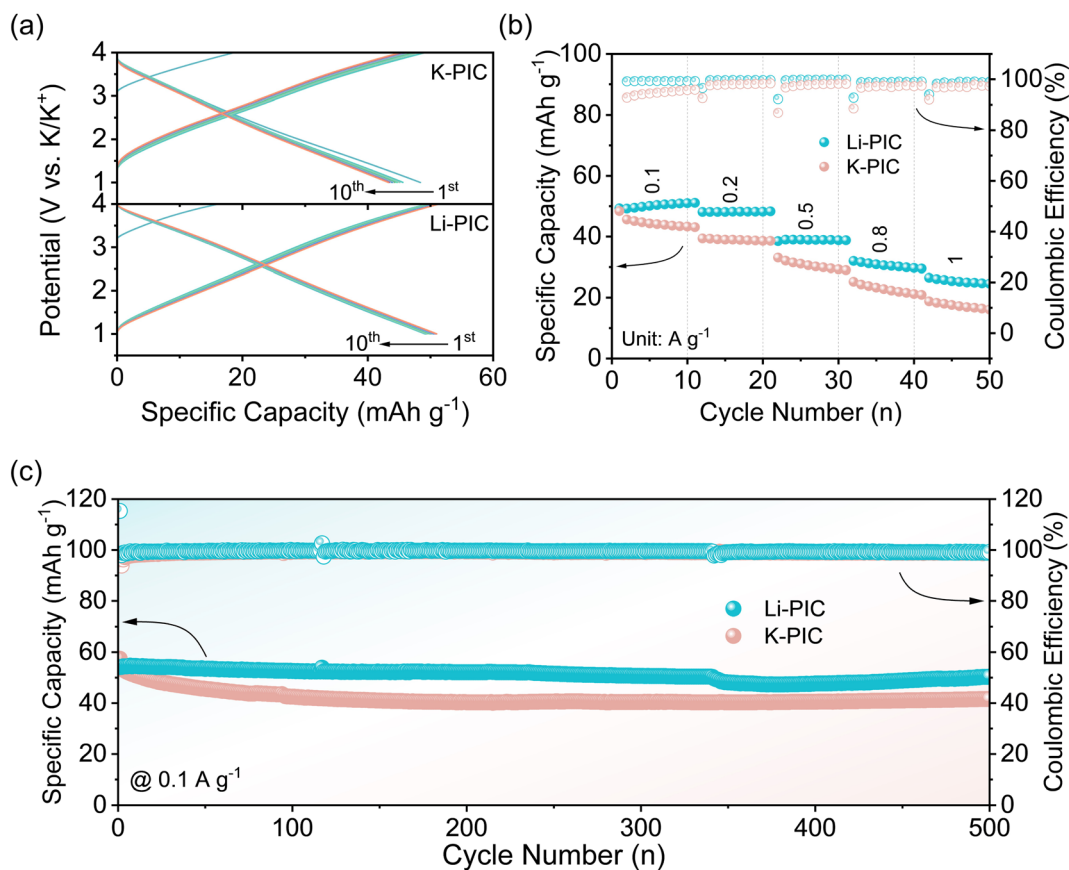 (a)
Potential (V vs. K/K⁺)
4
3
2
1
K-PIC
10ᵗʰ 1ˢᵗ
4
3
2
1
Li-PIC
10ᵗʰ 1ˢᵗ
0 20 40 60
Specific Capacity (mAh g⁻¹)
(b)
Specific Capacity (mAh g⁻¹)
100
80
60
40
20
0
0.1
0.2
0.5
0.8
1
Li-PIC
K-PIC
Unit: A g⁻¹
100
80
60
40
20
0
Coulombic Efficiency (%)
0 10 20 30 40 50
Cycle Number (n)
(c)
Specific Capacity (mAh g⁻¹)
120
100
80
60
40
20
0
Li-PIC
K-PIC
@ 0.1 A g⁻¹
120
100
80
60
40
20
0
Coulombic Efficiency (%)
0 100 200 300 400 500
Cycle Number (n)